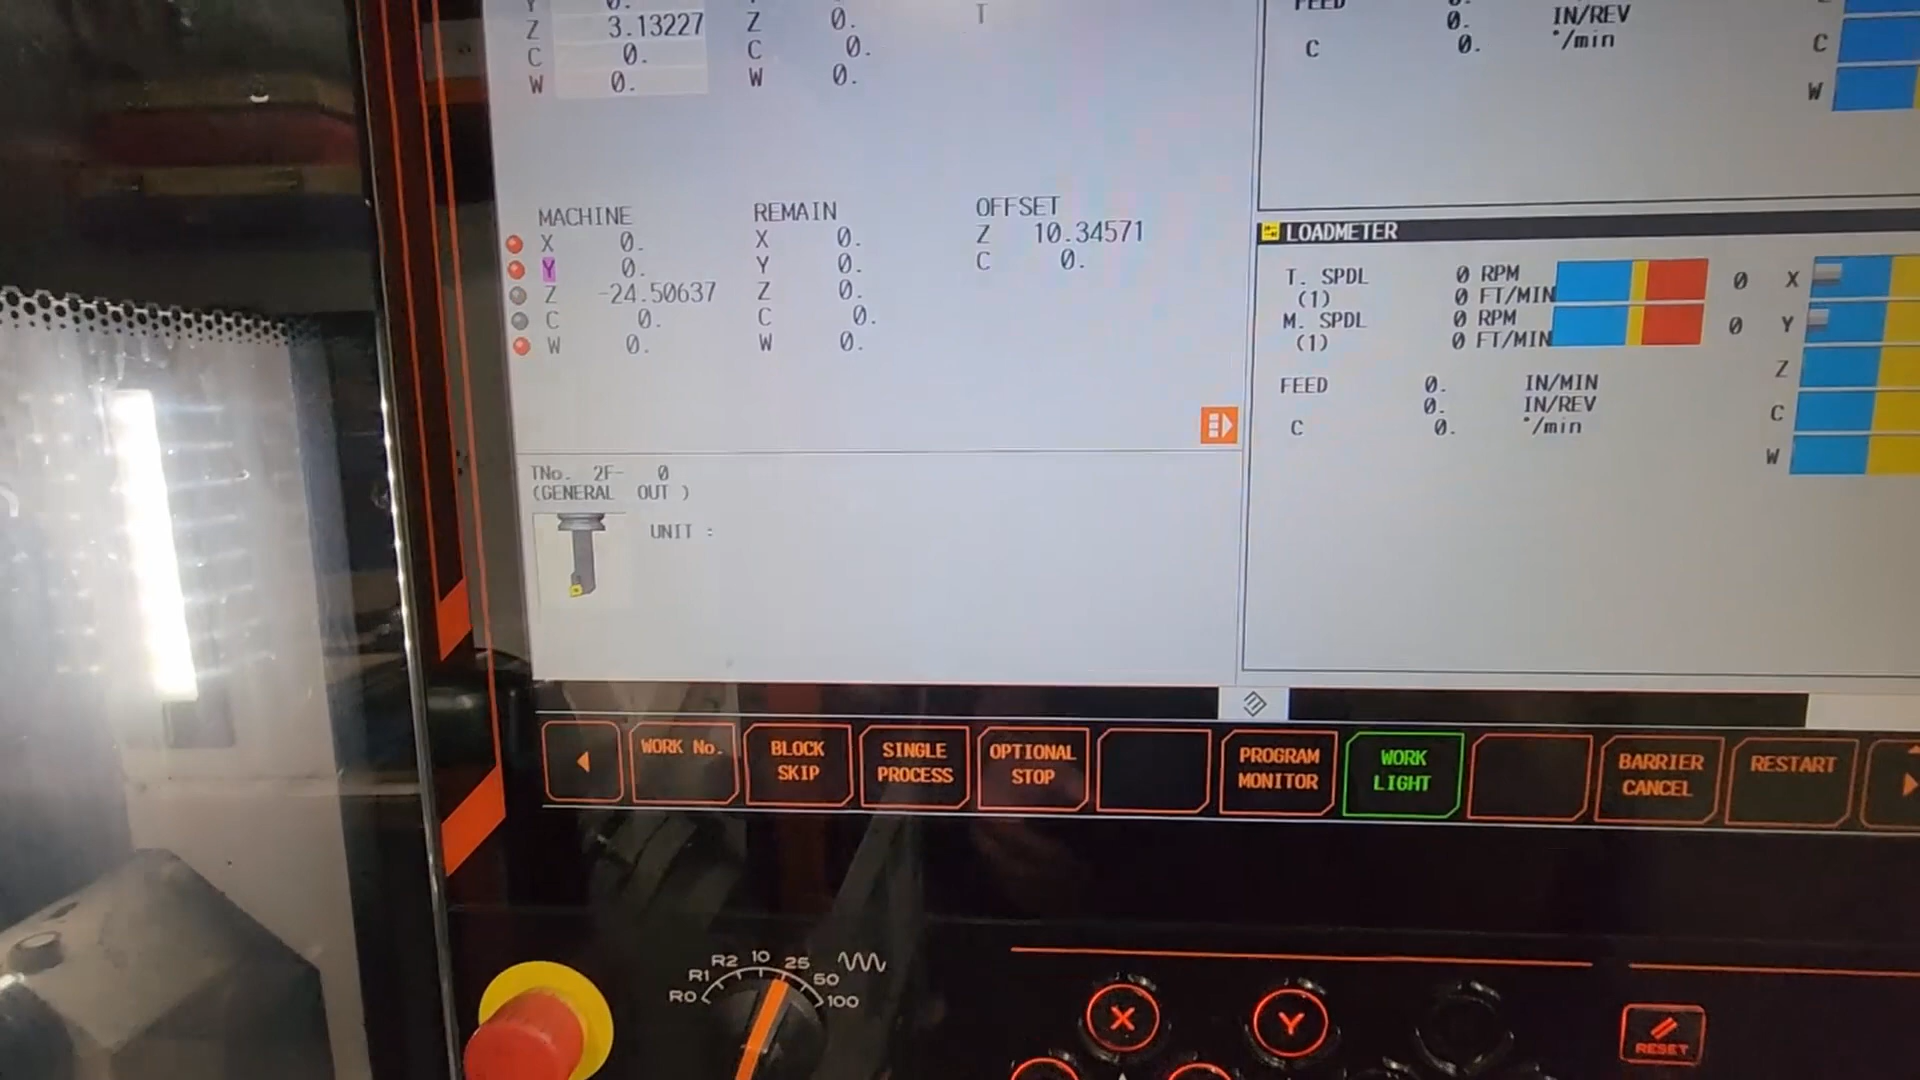 Y 0.
Z 3.13227 Z 0. T
C 0. C 0.
W 0. W 0.
FEED 0.
0. IN/REV
C 0. °/min C
W
MACHINE REMAIN OFFSET
X 0. X 0. Z 10.34571
Y 0. Y 0. C 0.
Z -24.50637 Z 0.
C 0. C 0.
W 0. W 0.
TNo. 2F- 0
(GENERAL OUT )
UNIT :
LOADMETER
T. SPDL 0 RPM 0 X
(1) 0 FT/MIN
M. SPDL 0 RPM 0 Y
(1) 0 FT/MIN
Z
FEED 0. IN/MIN
0. IN/REV C
C 0. °/min
W
WORK No. BLOCK SKIP SINGLE PROCESS OPTIONAL STOP PROGRAM MONITOR WORK LIGHT BARRIER CANCEL RESTART
R0 R1 R2 10 25 50 100
X Y
RESET